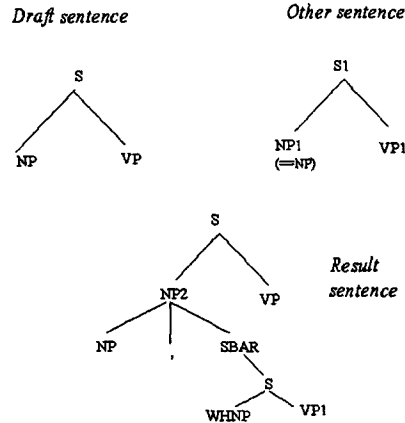 Draft sentence
Other sentence
S
S1
NP
VP
NP1
(=NP)
VP1
S
Result
sentence
NP2
VP
NP
,
SBAR
S
WHNP
VP1